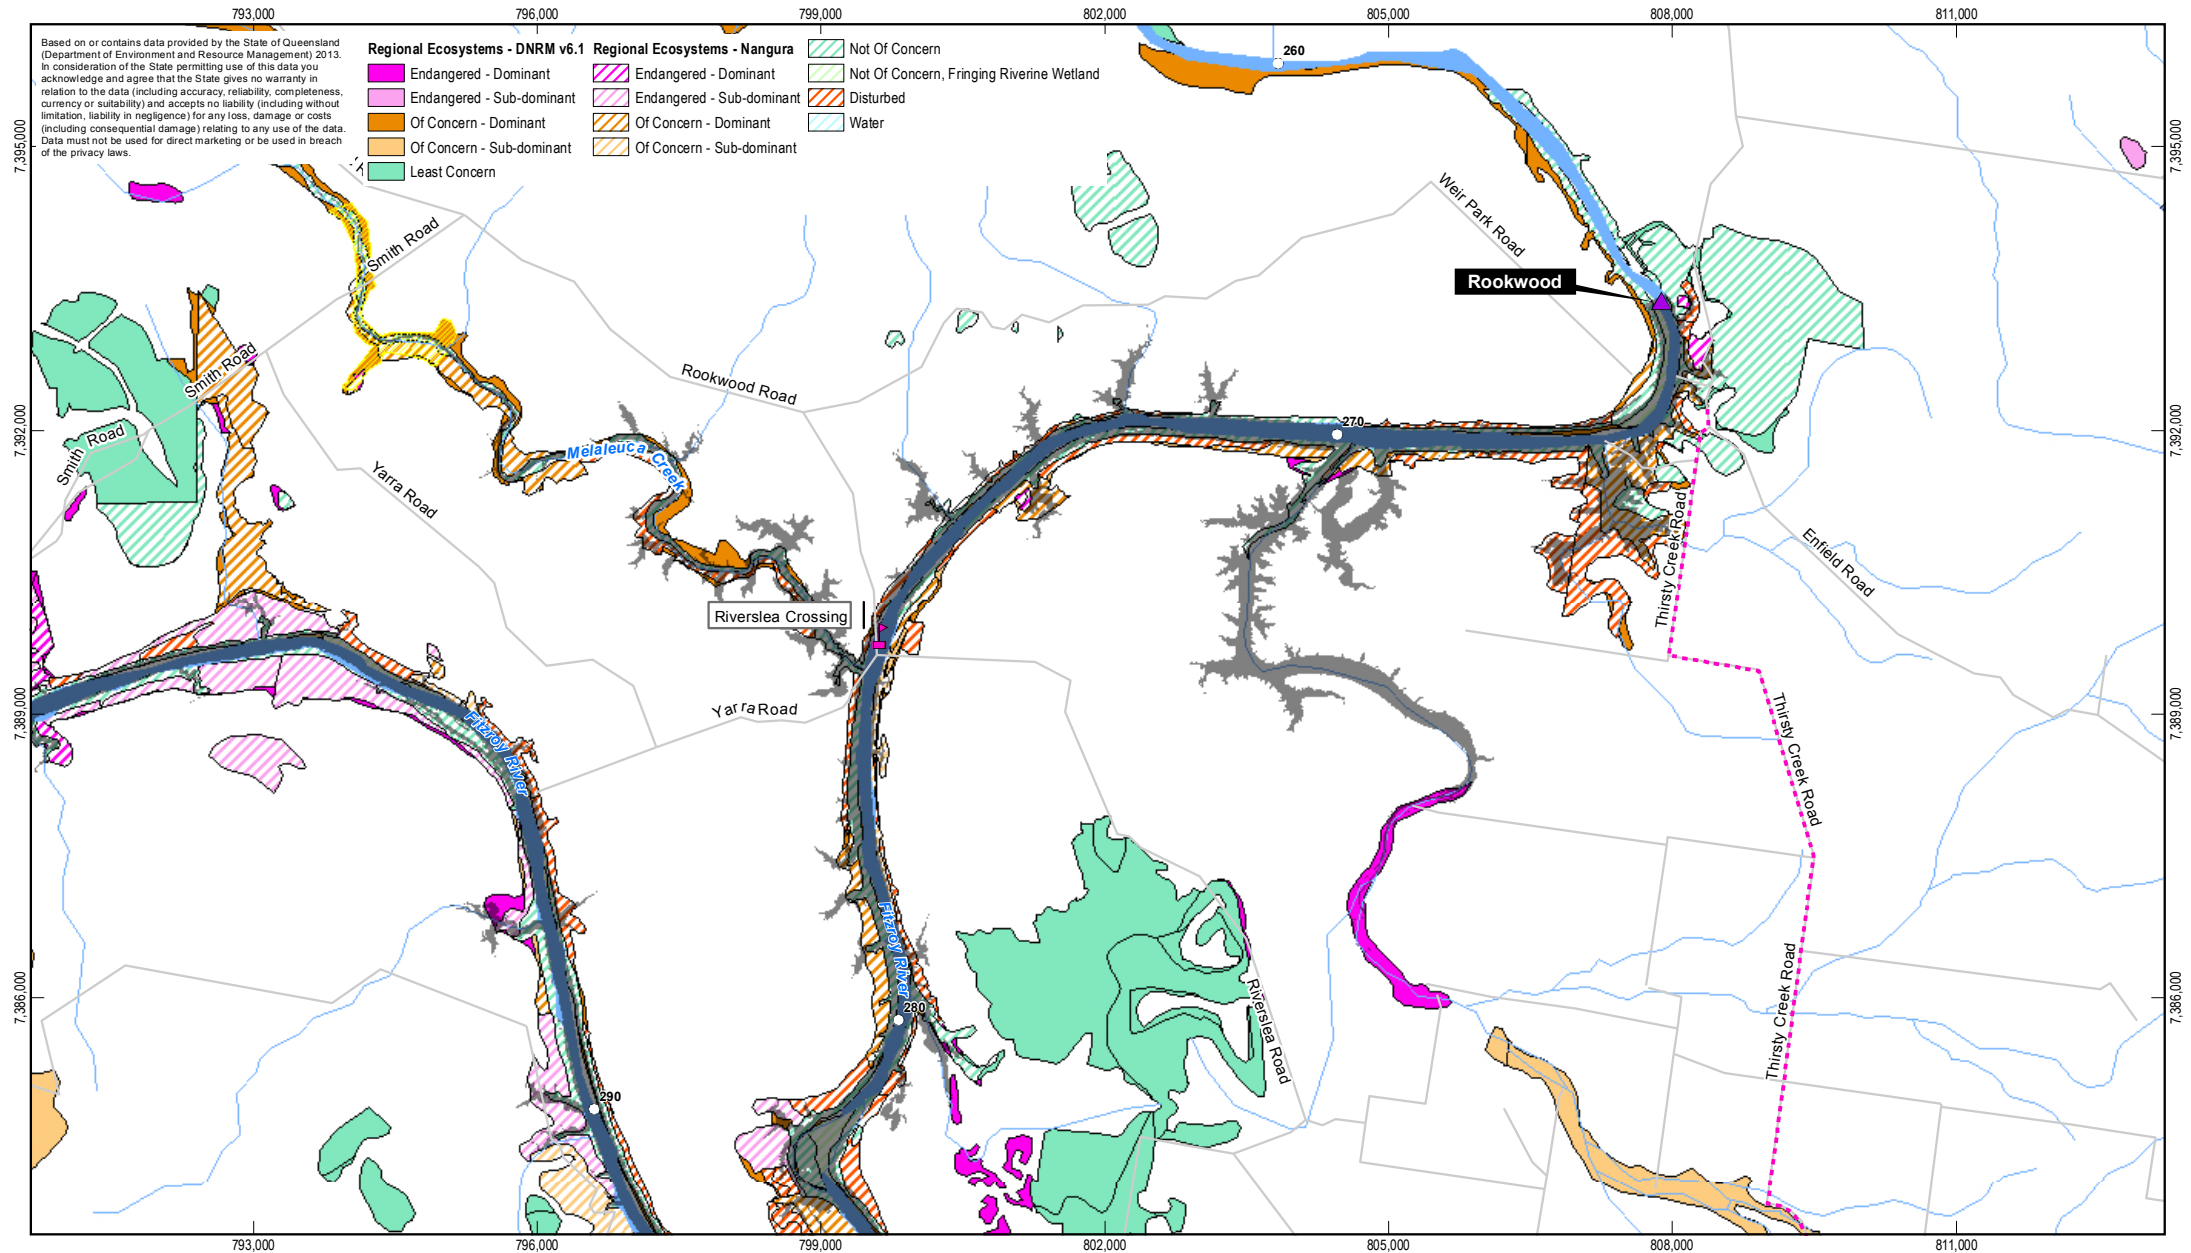 793,000
796,000
799,000
802,000
805,000
808,000
811,000
Based on or contains data provided by the State of Queensland
(Department of Environment and Resource Management) 2013.
In consideration of the State permitting use of this data you
acknowledge and agree that the State gives no warranty in
relation to the data (including accuracy, reliability, completeness,
currency or suitability) and accepts no liability (including without
limitation, liability in negligence) for any loss, damage or costs
(including consequential damage) relating to any use of the data.
Data must not be used for direct marketing or be used in breach
of the privacy laws.
Regional Ecosystems - DNRM v6.1
Endangered - Dominant
Endangered - Sub-dominant
Of Concern - Dominant
Of Concern - Sub-dominant
Least Concern
Regional Ecosystems - Nangura
Endangered - Dominant
Endangered - Sub-dominant
Of Concern - Dominant
Of Concern - Sub-dominant
Not Of Concern
Not Of Concern, Fringing Riverine Wetland
Disturbed
Water
260
7,395,000
7,395,000
Weir Park Road
Smith Road
Rookwood
Smith Road
Rookwood Road
270
7,392,000
7,392,000
Smith Road
Melaleuca Creek
Yarra Road
Thirsty Creek Road
Enfield Road
Riverslea Crossing
7,389,000
7,389,000
Yarra Road
Fitzroy River
Thirsty Creek Road
Fitzroy River
7,386,000
7,386,000
280
Riverslea Road
Thirsty Creek Road
290
793,000
796,000
799,000
802,000
805,000
808,000
811,000